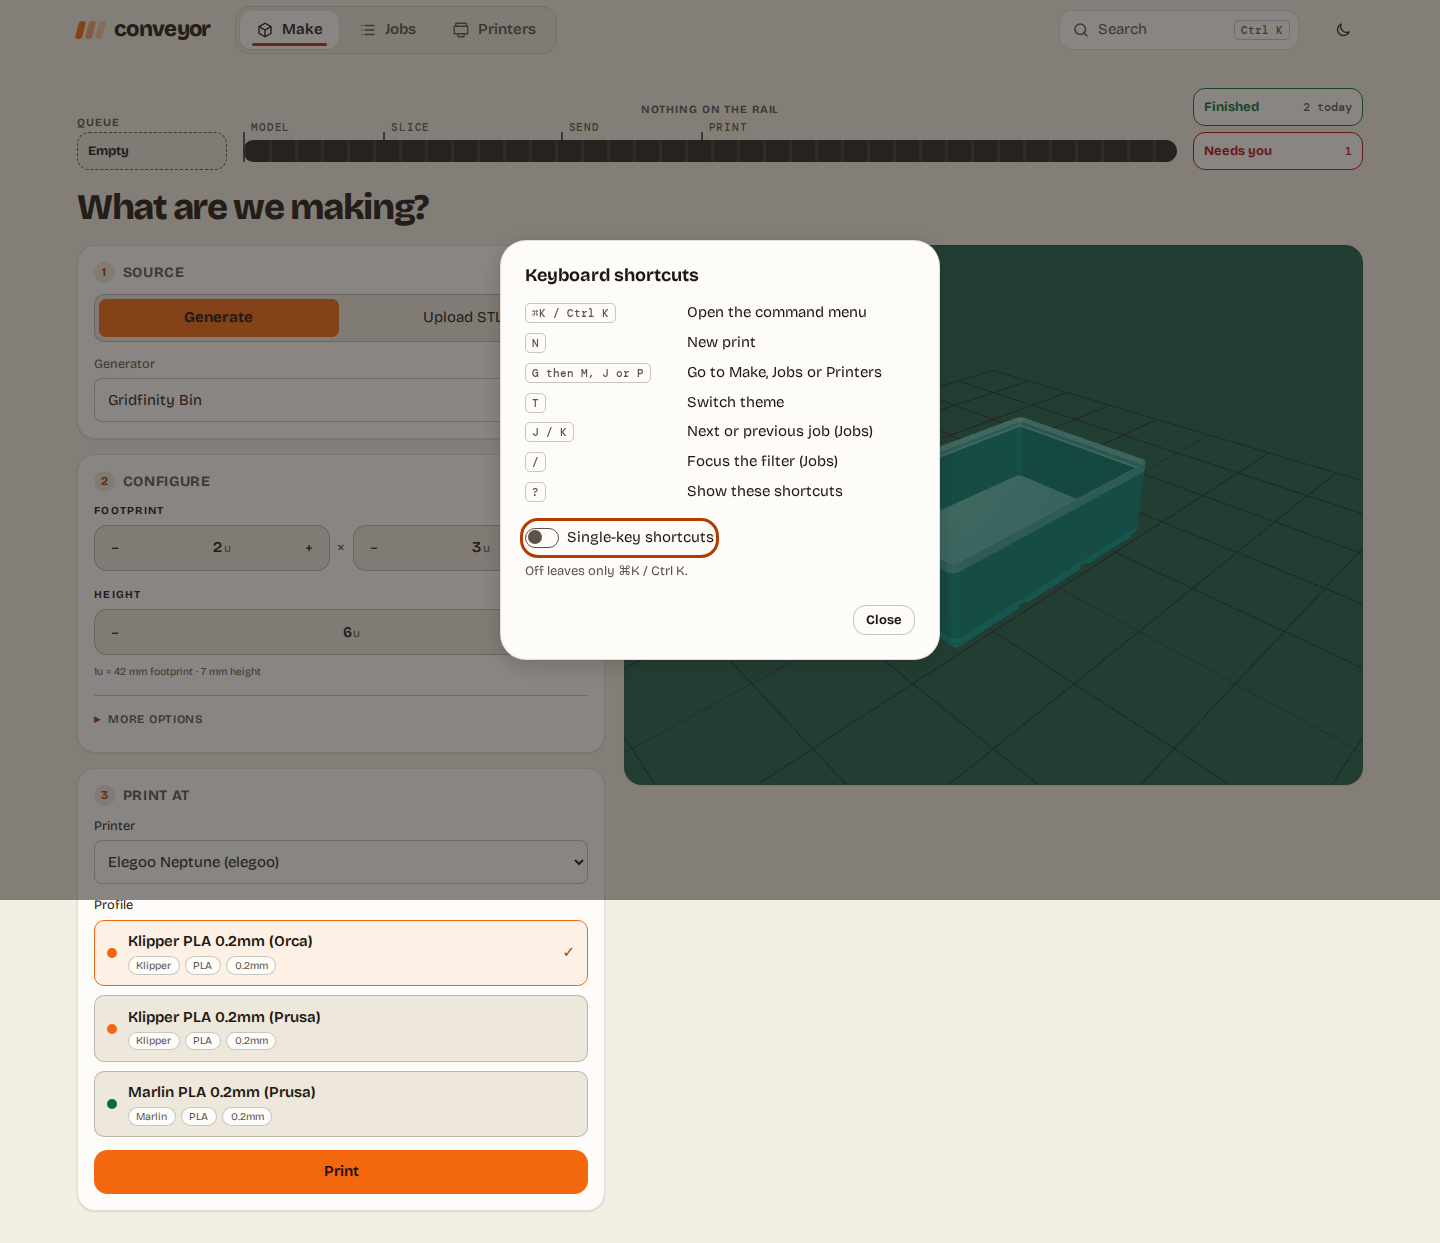 conveyor
Make
Jobs
Printers
Search
Ctrl K
QUEUE
Empty
NOTHING ON THE RAIL
MODEL
SLICE
SEND
PRINT
Finished
2 today
Needs you
1
What are we making?
1 SOURCE
Generate
Upload STL
Generator
Gridfinity Bin
2 CONFIGURE
FOOTPRINT
− 2 u + × − 3 u
HEIGHT
− 6 u
1u = 42 mm footprint · 7 mm height
▸ MORE OPTIONS
3 PRINT AT
Printer
Elegoo Neptune (elegoo)
Profile
Klipper PLA 0.2mm (Orca)
Klipper PLA 0.2mm
✓
Klipper PLA 0.2mm (Prusa)
Klipper PLA 0.2mm
Marlin PLA 0.2mm (Prusa)
Marlin PLA 0.2mm
Print
Keyboard shortcuts
⌘K / Ctrl K Open the command menu
N New print
G then M, J or P Go to Make, Jobs or Printers
T Switch theme
J / K Next or previous job (Jobs)
/ Focus the filter (Jobs)
? Show these shortcuts
Single-key shortcuts
Off leaves only ⌘K / Ctrl K.
Close